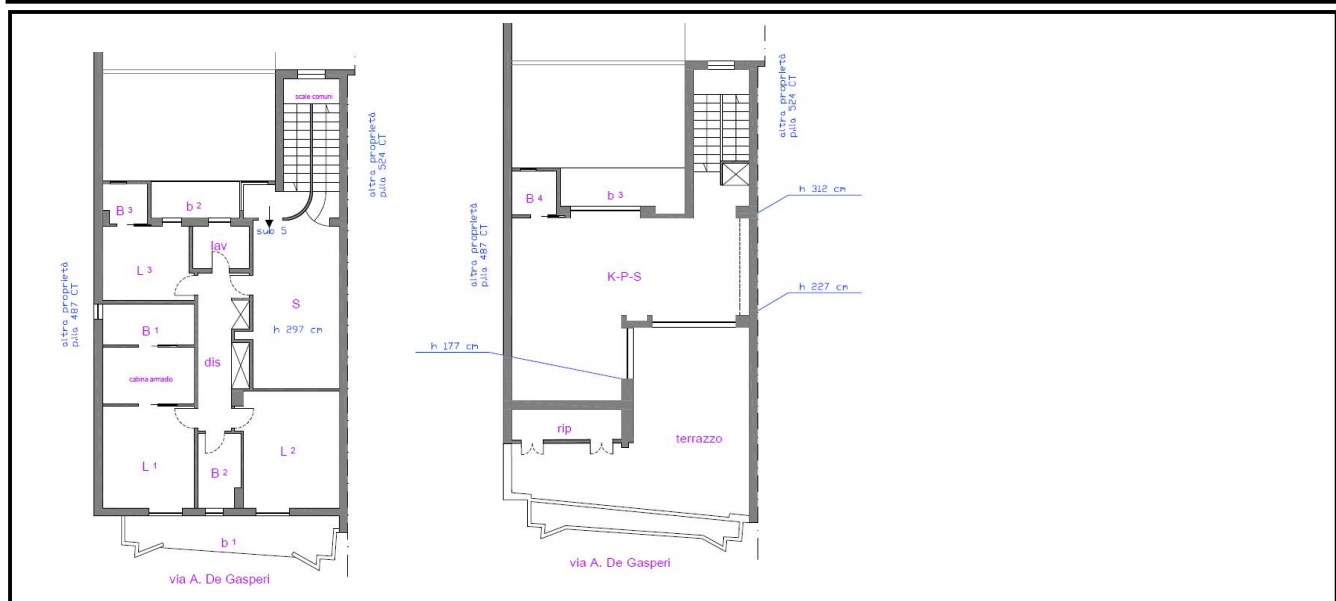 scale comuni
altra proprietà
p.lla 524 CT
B 3
b 2
lav
sub 5
L 3
S
h 297 cm
altra proprietà
p.lla 487 CT
B 1
dis
cabina armadio
L 1
B 2
L 2
b 1
via A. De Gasperi
altra proprietà
p.lla 524 CT
h 312 cm
B 4
b 3
altra proprietà
p.lla 487 CT
K-P-S
h 227 cm
h 177 cm
rip
terrazzo
via A. De Gasperi